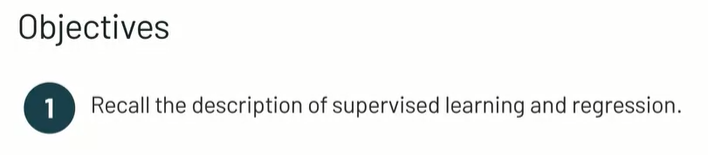 Objectives
1 Recall the description of supervised learning and regression.